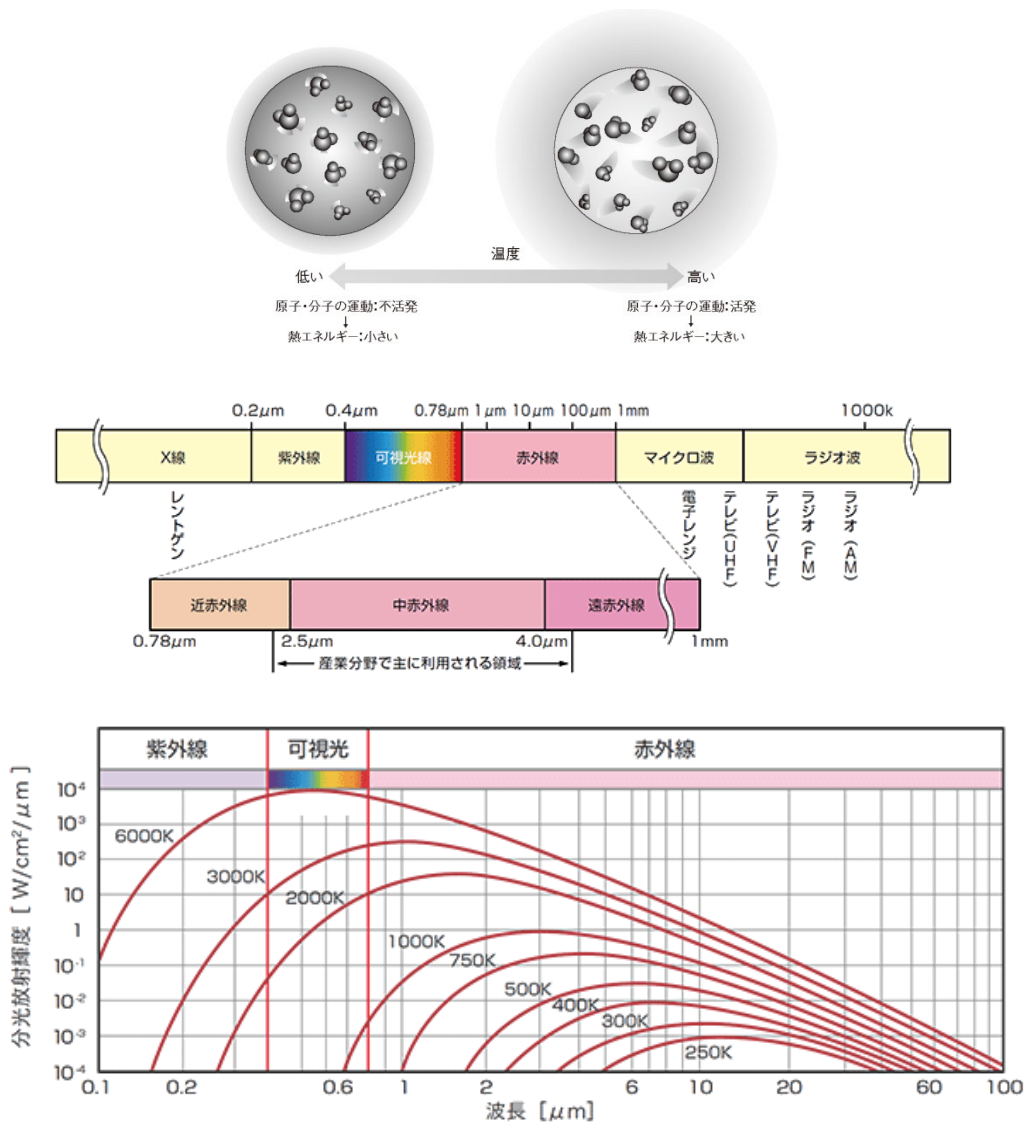 温度
低い
高い
原子・分子の運動:不活発
原子・分子の運動:活発
↓
↓
熱エネルギー:小さい
熱エネルギー:大きい
0.2μm
0.4μm
0.78μm
1μm
10μm
100μm
1mm
1000k
X線
紫外線
可視光線
赤外線
マイクロ波
ラジオ波
レントゲン
電子レンジ
テレビ(UHF)
テレビ(VHF)
ラジオ(FM)
ラジオ(AM)
近赤外線
中赤外線
遠赤外線
0.78μm
2.5μm
4.0μm
1mm
産業分野で主に利用される領域
紫外線
可視光
赤外線
分光放射輝度 [ W/cm²/μm ]
10⁴
10³
10²
10
1
10⁻¹
10⁻²
10⁻³
10⁻⁴
6000K
3000K
2000K
1000K
750K
500K
400K
300K
250K
0.1
0.2
0.6
1
2
6
10
20
60
100
波長 [μm]